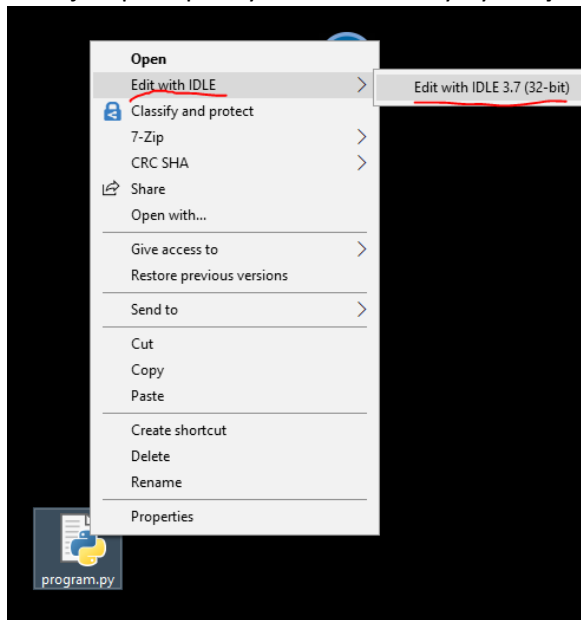 Open
Edit with IDLE
Edit with IDLE 3.7 (32-bit)
Classify and protect
7-Zip
CRC SHA
Share
Open with...
Give access to
Restore previous versions
Send to
Cut
Copy
Paste
Create shortcut
Delete
Rename
Properties
program.py